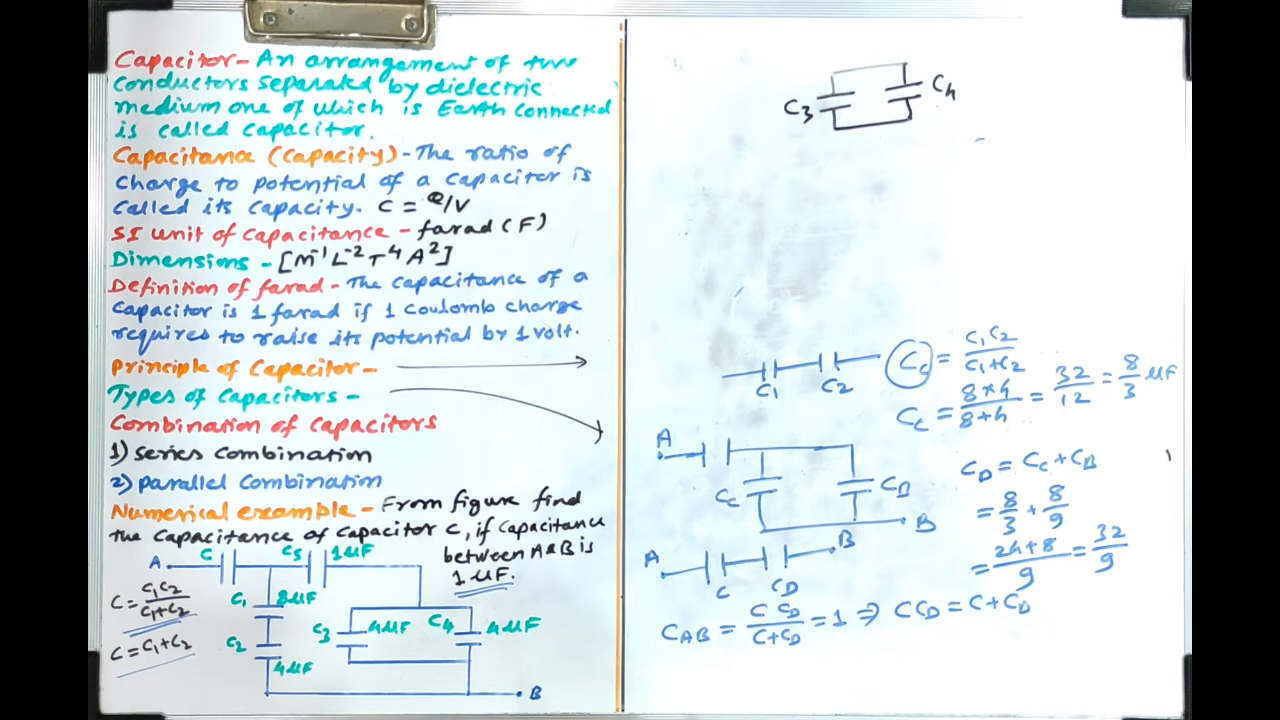 Capacitor - An arrangement of two
conductors separated by dielectric
medium one of which is Earth connected
is called capacitor.
Capacitance (capacity) - The ratio of
charge to potential of a capacitor is
called its capacity. C = Q/V
SI unit of capacitance - farad (F)
Dimensions - [M⁻¹ L⁻² T⁴ A²]
Definition of farad - The capacitance of a
capacitor is 1 farad if 1 coulomb charge
requires to raise its potential by 1 volt.
Principle of capacitor -
Types of capacitors -
Combination of capacitors
1) series combination
2) parallel combination
Numerical example - From figure find
the capacitance of capacitor C, if capacitance
between A & B is
1 μF.
A C C5 1μF
C1 8μF
C2 4μF
C3 4μF C4 4μF
B
C = C1C2/C1+C2
C = C1+C2
C3 C4
C1 C2
Cc = C1C2/C1+C2
Cc = 8×4/8+4 = 32/12 = 8/3 μF
A Cc CB B
CD = Cc + CB
= 8/3 + 8/9
= 24+8/9 = 32/9
A C CD B
CAB = C CD/C+CD = 1 ⇒ CCD = C+CD